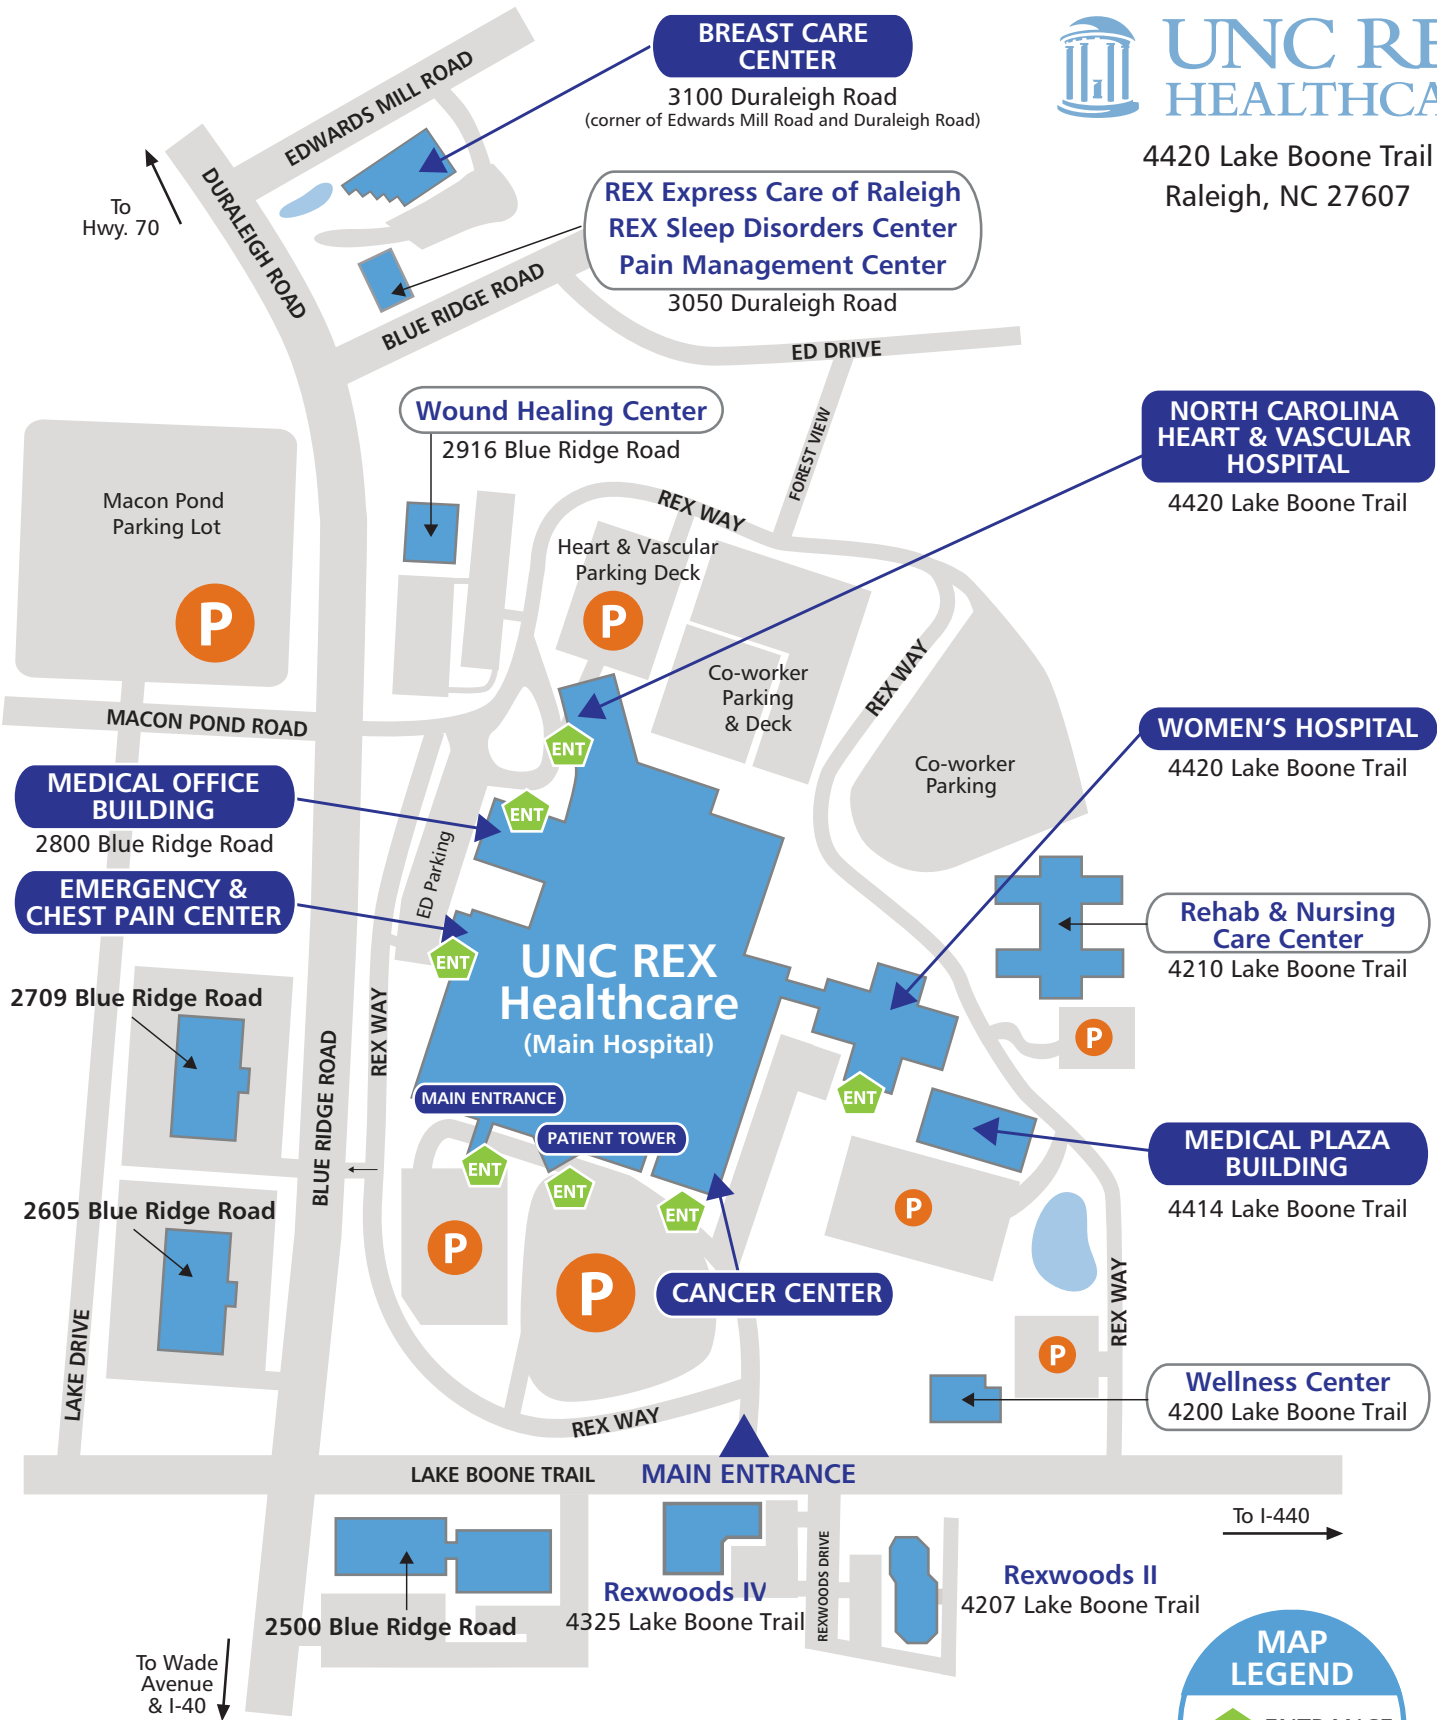 BREAST CARE
CENTER
3100 Duraleigh Road
(corner of Edwards Mill Road and Duraleigh Road)
HEALTHCA
4420 Lake Boone Trail
Raleigh, NC 27607
EDWARDS MILL ROAD
DURALEIGH ROAD
To
Hwy. 70
REX Express Care of Raleigh
REX Sleep Disorders Center
Pain Management Center
3050 Duraleigh Road
BLUE RIDGE ROAD
ED DRIVE
Wound Healing Center
2916 Blue Ridge Road
FOREST VIEW
NORTH CAROLINA
HEART & VASCULAR
HOSPITAL
4420 Lake Boone Trail
Macon Pond
Parking Lot
P
REX WAY
Heart & Vascular
Parking Deck
P
Co-worker
Parking
& Deck
REX WAY
MACON POND ROAD
ENT
WOMEN'S HOSPITAL
4420 Lake Boone Trail
Co-worker
Parking
MEDICAL OFFICE
BUILDING
2800 Blue Ridge Road
ENT
ED Parking
EMERGENCY &
CHEST PAIN CENTER
ENT
UNC REX
Healthcare
(Main Hospital)
Rehab & Nursing
Care Center
4210 Lake Boone Trail
P
2709 Blue Ridge Road
REX WAY
BLUE RIDGE ROAD
MAIN ENTRANCE
ENT
PATIENT TOWER
ENT
ENT
ENT
MEDICAL PLAZA
BUILDING
4414 Lake Boone Trail
P
2605 Blue Ridge Road
P
P
CANCER CENTER
LAKE DRIVE
REX WAY
P
Wellness Center
4200 Lake Boone Trail
REX WAY
LAKE BOONE TRAIL
MAIN ENTRANCE
To I-440
2500 Blue Ridge Road
Rexwoods IV
4325 Lake Boone Trail
REXWOODS DRIVE
Rexwoods II
4207 Lake Boone Trail
To Wade
Avenue
& I-40
MAP
LEGEND